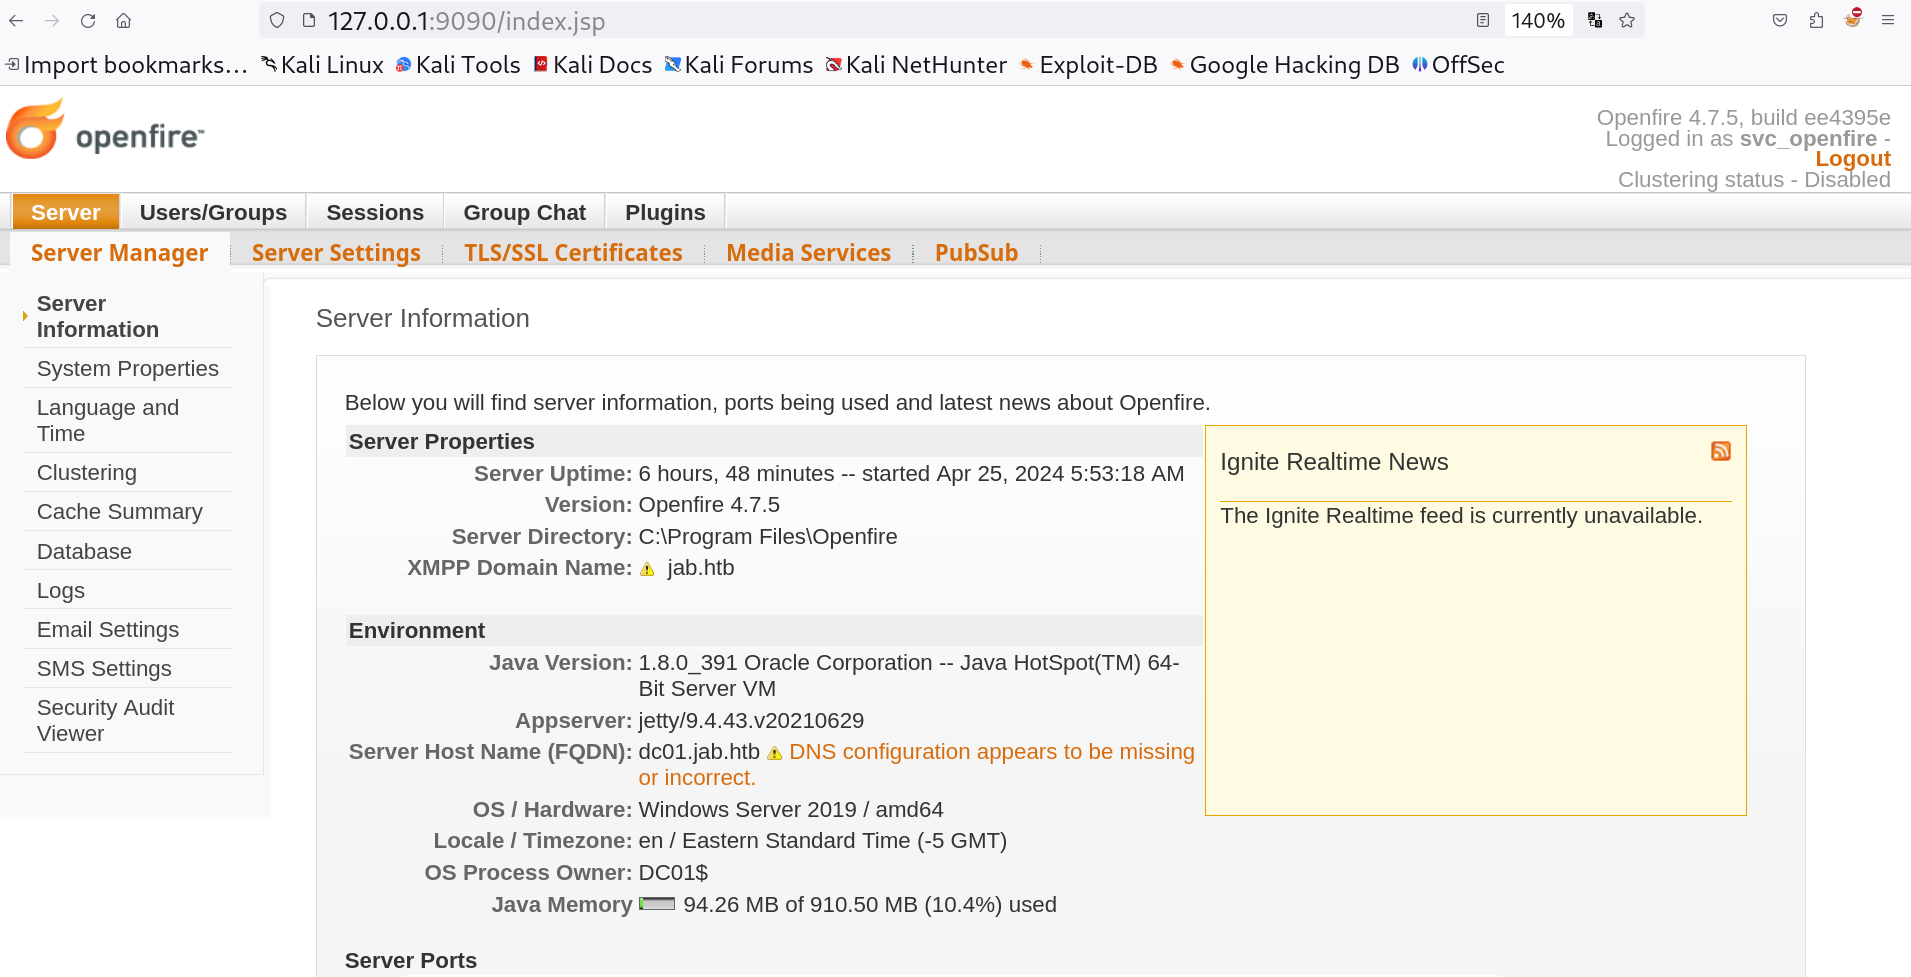 127.0.0.1:9090/index.jsp
140%
Import bookmarks... Kali Linux Kali Tools Kali Docs Kali Forums Kali NetHunter Exploit-DB Google Hacking DB OffSec
openfire™
Openfire 4.7.5, build ee4395e
Logged in as svc_openfire -
Logout
Clustering status - Disabled
Server Users/Groups Sessions Group Chat Plugins
Server Manager Server Settings TLS/SSL Certificates Media Services PubSub
Server
Information
System Properties
Language and
Time
Clustering
Cache Summary
Database
Logs
Email Settings
SMS Settings
Security Audit
Viewer
Server Information
Below you will find server information, ports being used and latest news about Openfire.
Server Properties
Server Uptime: 6 hours, 48 minutes -- started Apr 25, 2024 5:53:18 AM
Version: Openfire 4.7.5
Server Directory: C:\Program Files\Openfire
XMPP Domain Name: jab.htb
Environment
Java Version: 1.8.0_391 Oracle Corporation -- Java HotSpot(TM) 64-
Bit Server VM
Appserver: jetty/9.4.43.v20210629
Server Host Name (FQDN): dc01.jab.htb DNS configuration appears to be missing
or incorrect.
OS / Hardware: Windows Server 2019 / amd64
Locale / Timezone: en / Eastern Standard Time (-5 GMT)
OS Process Owner: DC01$
Java Memory 94.26 MB of 910.50 MB (10.4%) used
Ignite Realtime News
The Ignite Realtime feed is currently unavailable.
Server Ports